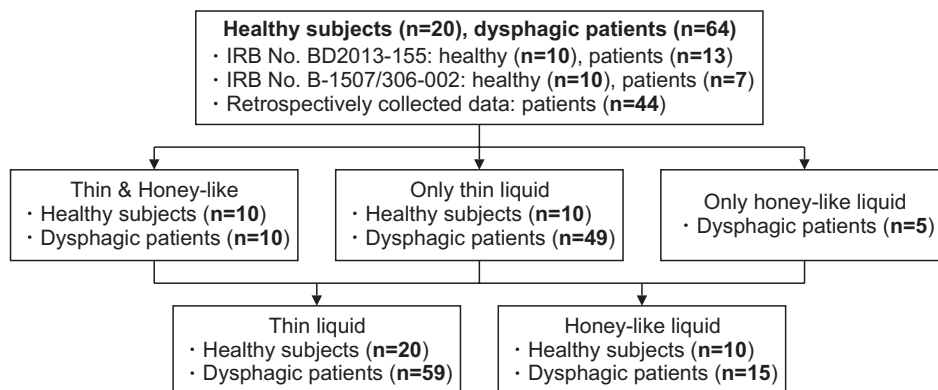 Healthy subjects (n=20), dysphagic patients (n=64)
· IRB No. BD2013-155: healthy (n=10), patients (n=13)
· IRB No. B-1507/306-002: healthy (n=10), patients (n=7)
· Retrospectively collected data: patients (n=44)
Thin & Honey-like
· Healthy subjects (n=10)
· Dysphagic patients (n=10)
Only thin liquid
· Healthy subjects (n=10)
· Dysphagic patients (n=49)
Only honey-like liquid
· Dysphagic patients (n=5)
Thin liquid
· Healthy subjects (n=20)
· Dysphagic patients (n=59)
Honey-like liquid
· Healthy subjects (n=10)
· Dysphagic patients (n=15)